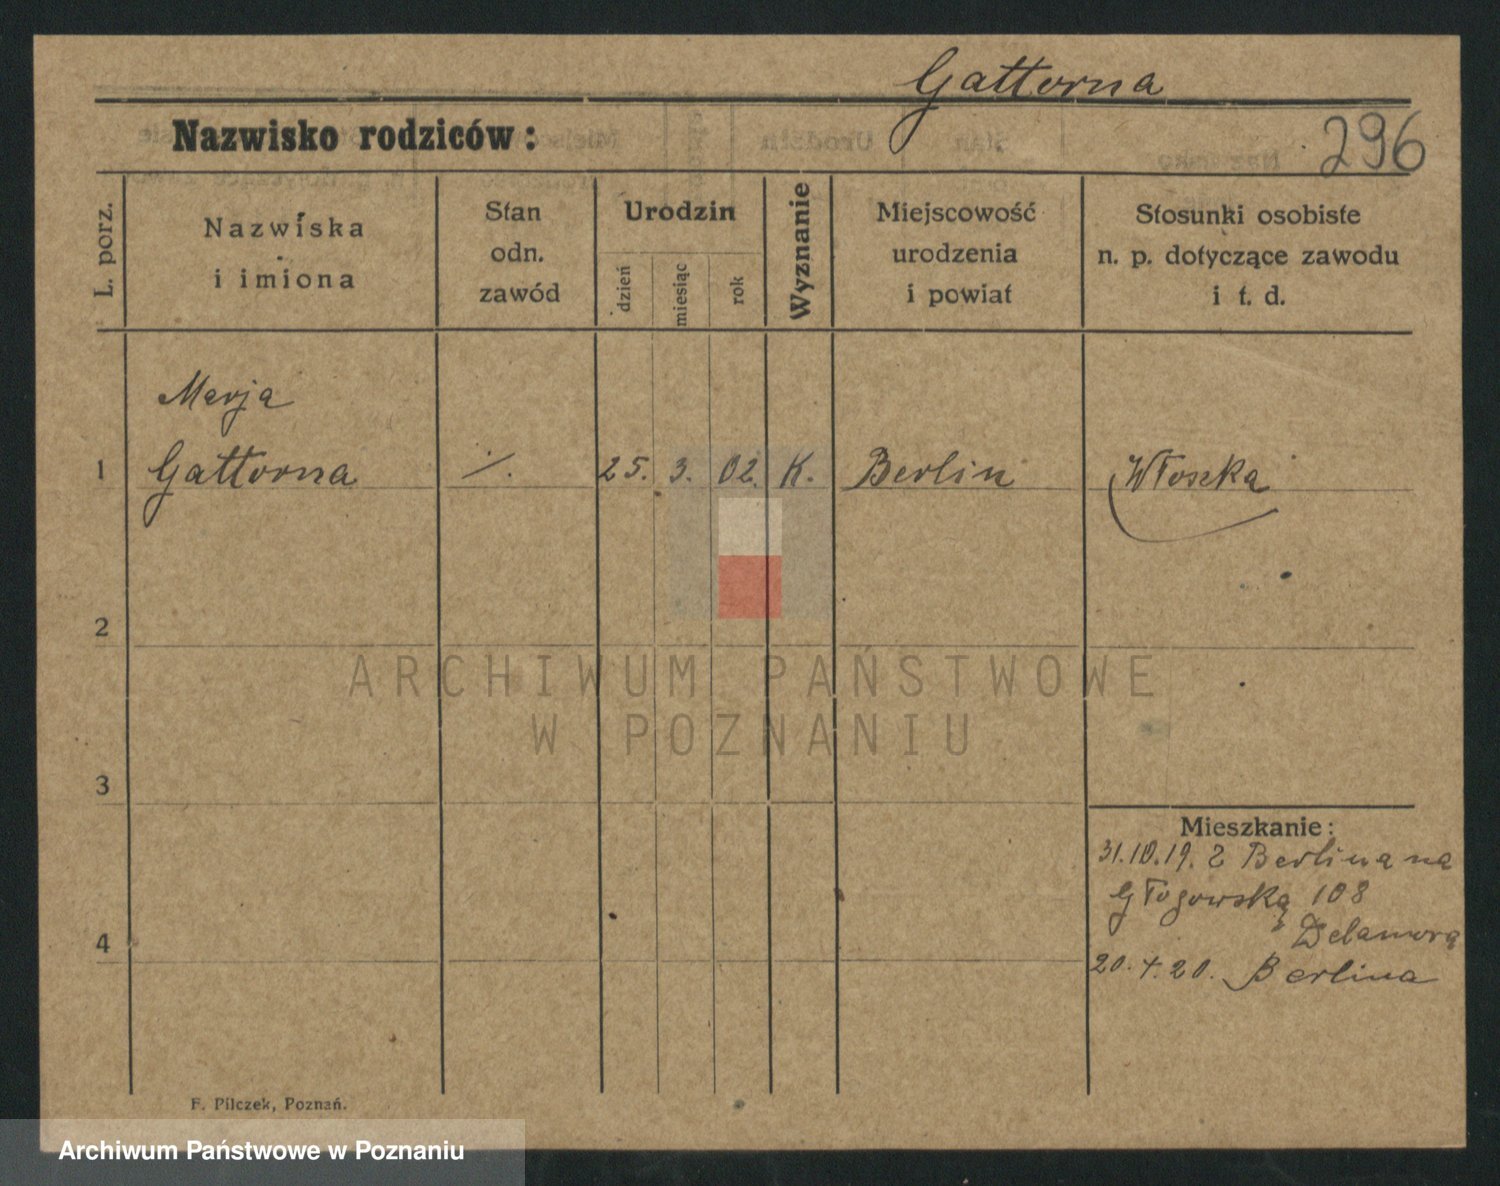 Gattorna
Nazwisko rodziców:
296
L. porz.
Nazwiska
i imiona
Stan
odn.
zawód
Urodzin
dzień
miesiąc
rok
Wyznanie
Miejscowość
urodzenia
i powiat
Stosunki osobiste
n. p. dotyczące zawodu
i t. d.
Marja
1 Gattorna ·/. 25. 3. 02. K. Berlin Włoszka
2
ARCHIWUM PAŃSTWOWE
W POZNANIU
3
Mieszkanie:
31.10.19. z Berlina na
Głogowską 108
z Delamorą
4
20.4.20. Berlina
F. Pilczek, Poznań.
Archiwum Państwowe w Poznaniu